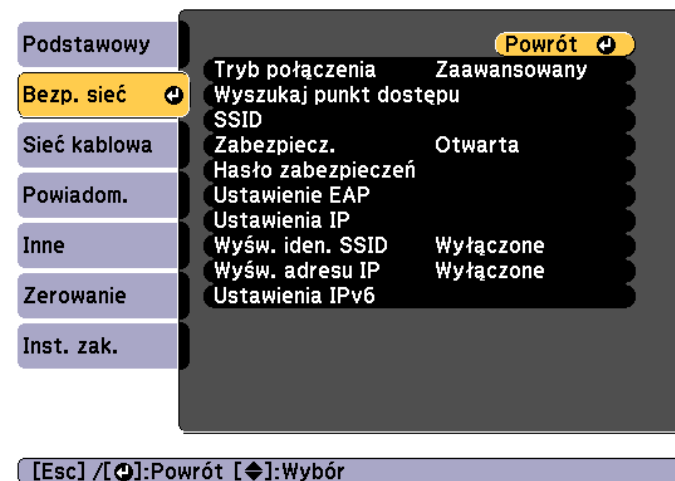 Podstawowy
Bezp. sieć
Sieć kablowa
Powiadom.
Inne
Zerowanie
Inst. zak.
Powrót
Tryb połączenia Zaawansowany
Wyszukaj punkt dostępu
SSID
Zabezpiecz. Otwarta
Hasło zabezpieczeń
Ustawienie EAP
Ustawienia IP
Wyśw. iden. SSID Wyłączone
Wyśw. adresu IP Wyłączone
Ustawienia IPv6
[Esc] /[⏎]:Powrót [◆]:Wybór